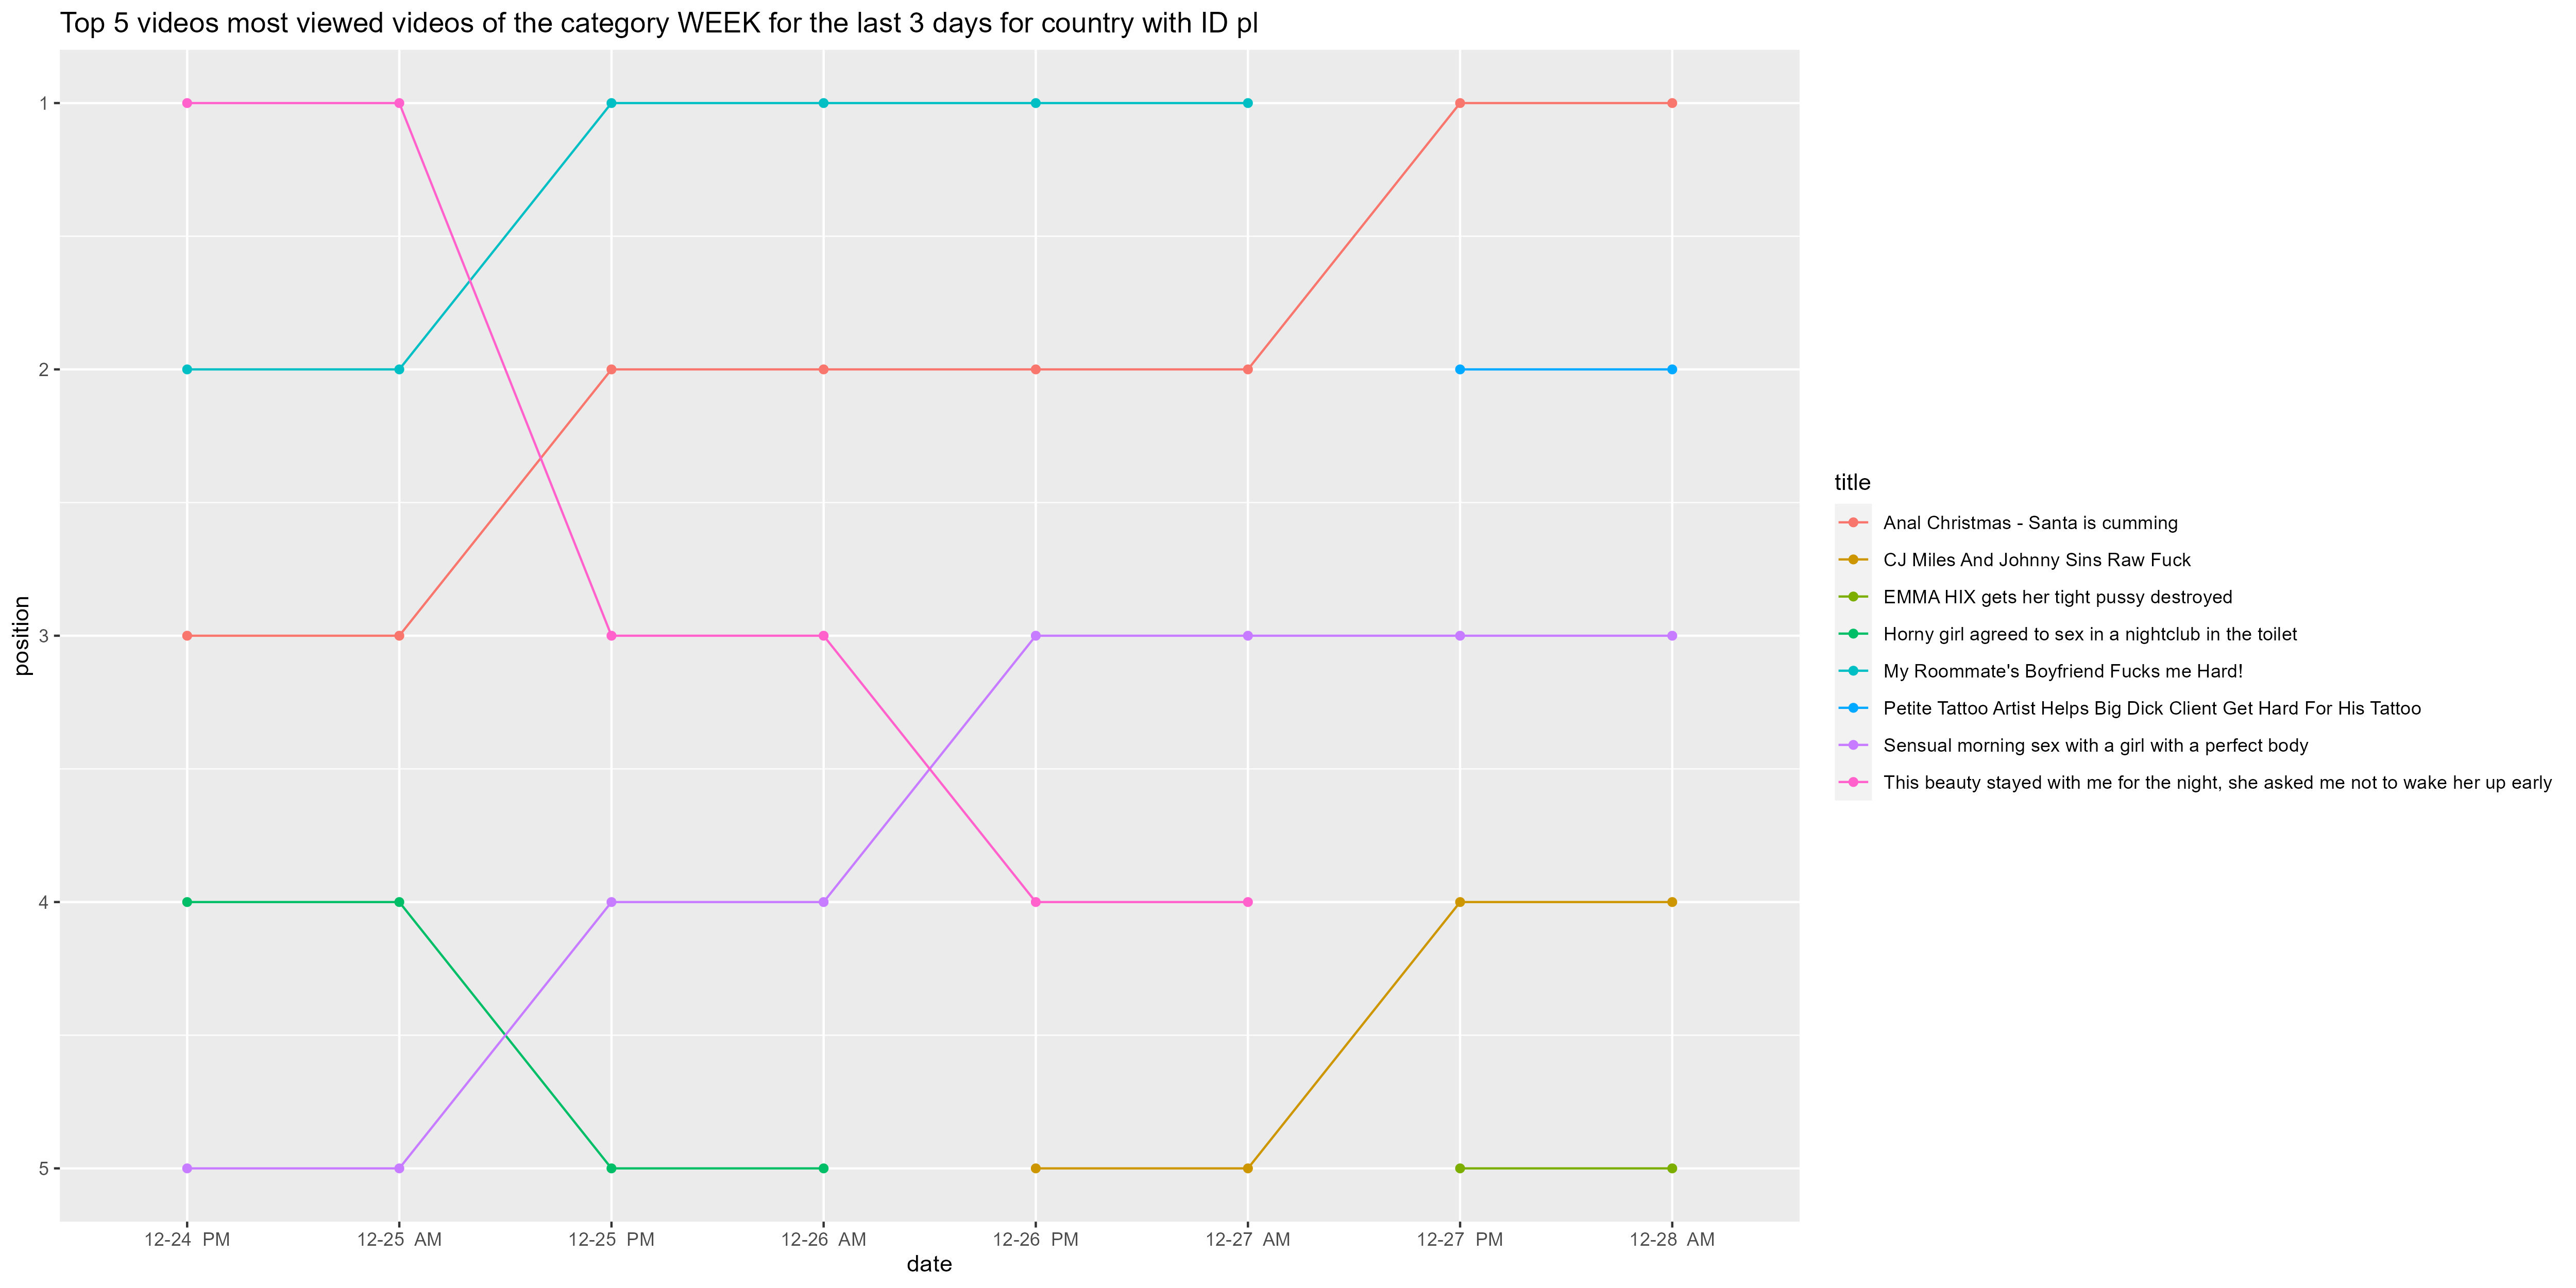 Top 5 videos most viewed videos of the category WEEK for the last 3 days for country with ID pl
position
1
2
3
4
5
12-24 PM
12-25 AM
12-25 PM
12-26 AM
12-26 PM
12-27 AM
12-27 PM
12-28 AM
date
title
Anal Christmas - Santa is cumming
CJ Miles And Johnny Sins Raw Fuck
EMMA HIX gets her tight pussy destroyed
Horny girl agreed to sex in a nightclub in the toilet
My Roommate's Boyfriend Fucks me Hard!
Petite Tattoo Artist Helps Big Dick Client Get Hard For His Tattoo
Sensual morning sex with a girl with a perfect body
This beauty stayed with me for the night, she asked me not to wake her up early